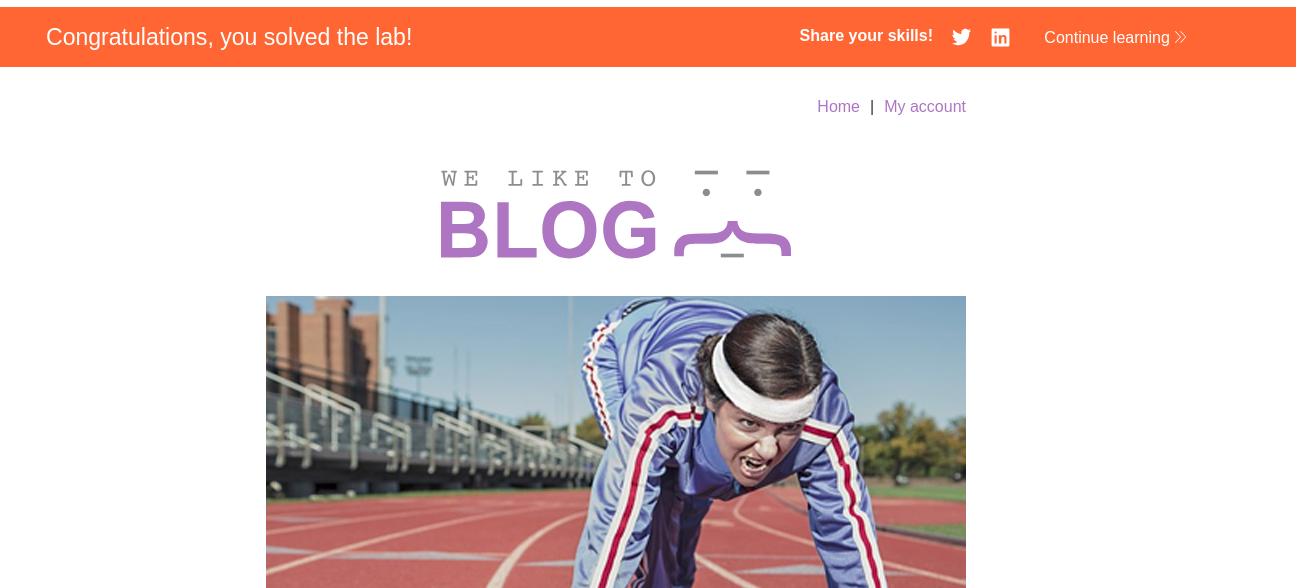 Congratulations, you solved the lab!
Share your skills!
Continue learning
Home | My account
WE LIKE TO
BLOG